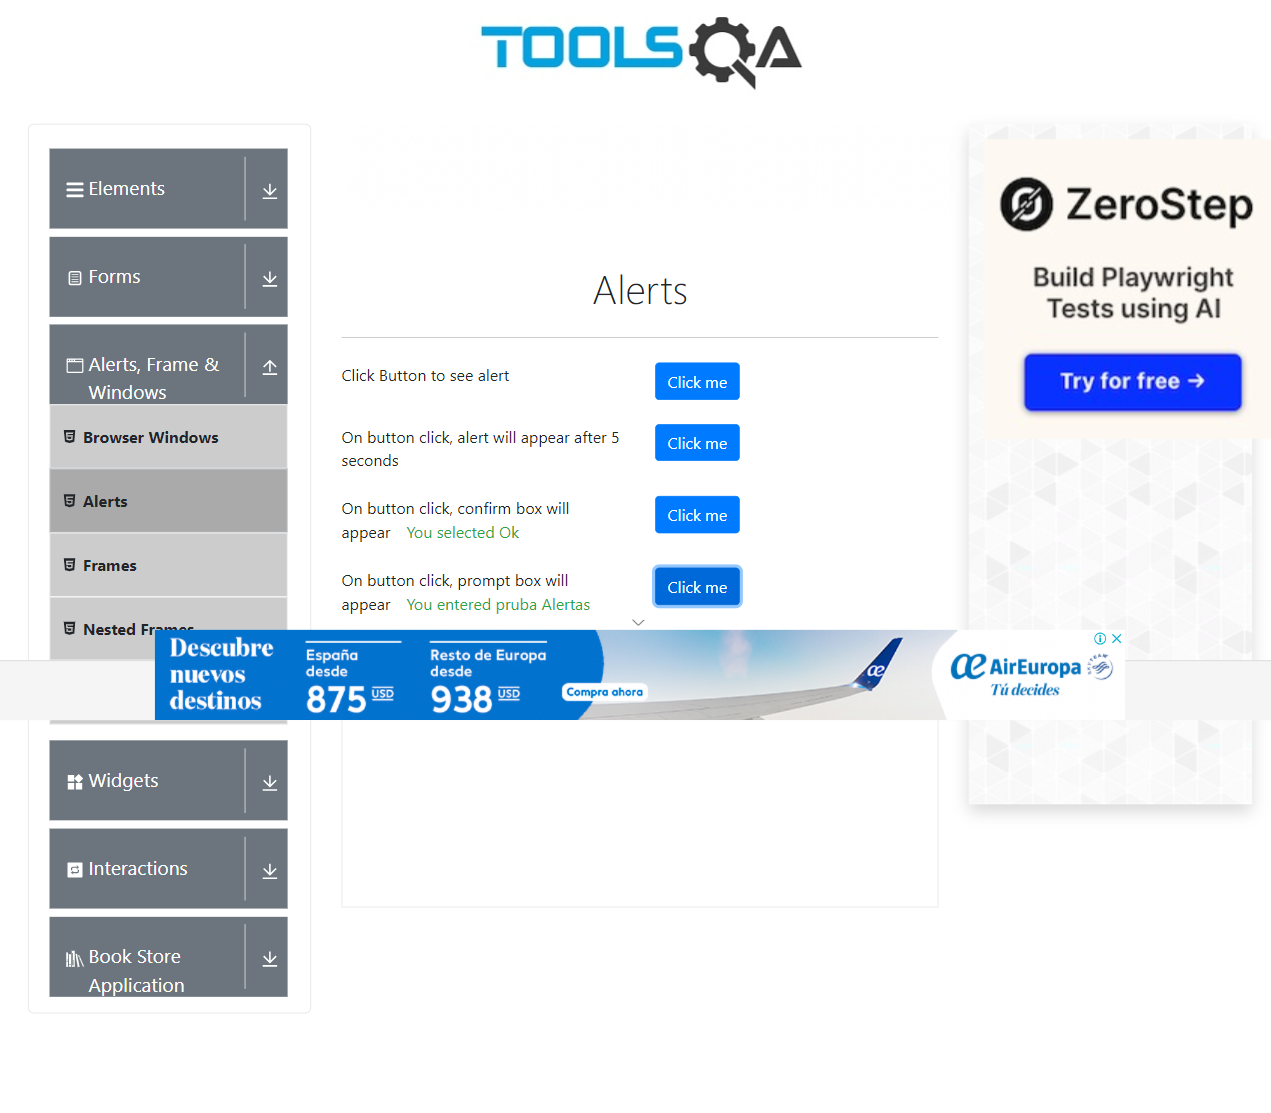 TOOLSQA
Elements
Forms
Alerts, Frame &
Windows
Browser Windows
Alerts
Frames
Nested Frames
Widgets
Interactions
Book Store
Application
Alerts
Click Button to see alert
Click me
On button click, alert will appear after 5
seconds
Click me
On button click, confirm box will
appear You selected Ok
Click me
On button click, prompt box will
appear You entered pruba Alertas
Click me
ZeroStep
Build Playwright
Tests using AI
Try for free →
Descubre
nuevos
destinos
España
desde
875 USD
Resto de Europa
desde
938 USD
Compra ahora
AirEuropa
Tú decides